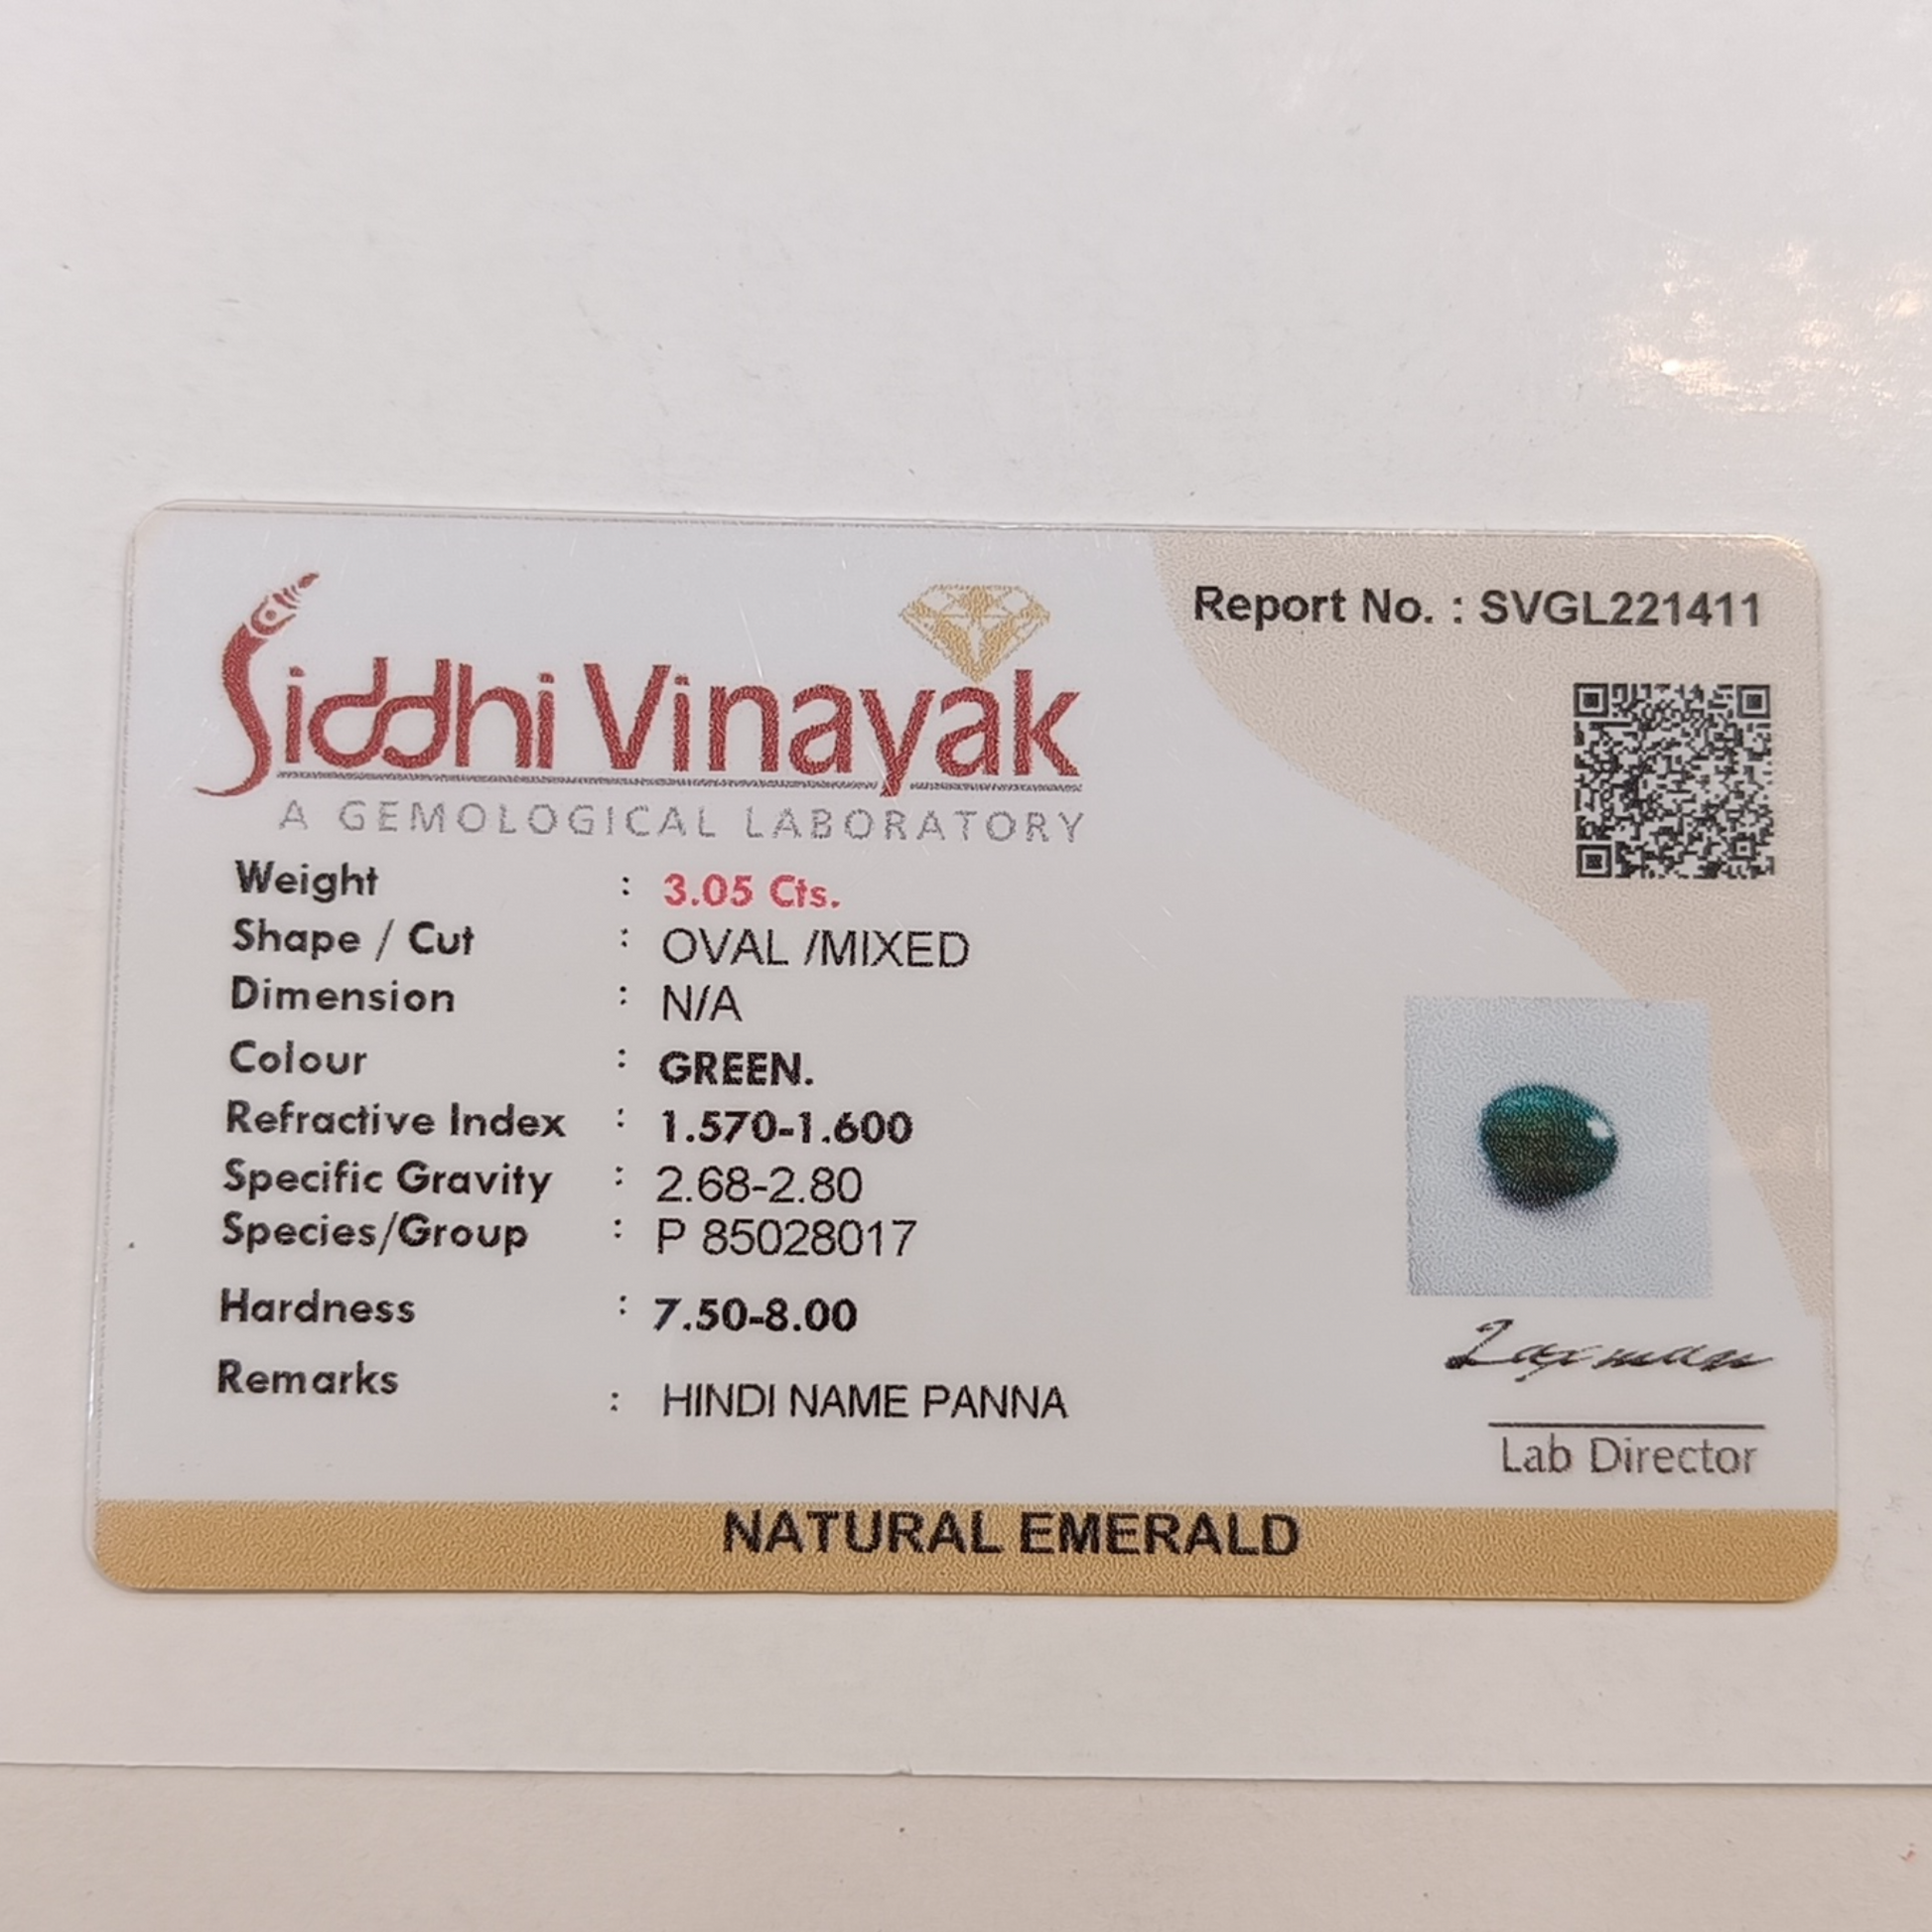 Siddhi Vinayak
A GEMOLOGICAL LABORATORY
Report No. : SVGL221411
Weight : 3.05 Cts.
Shape / Cut : OVAL /MIXED
Dimension : N/A
Colour : GREEN.
Refractive Index : 1.570-1.600
Specific Gravity : 2.68-2.80
Species/Group : P 85028017
Hardness : 7.50-8.00
Remarks : HINDI NAME PANNA
Laxman
Lab Director
NATURAL EMERALD